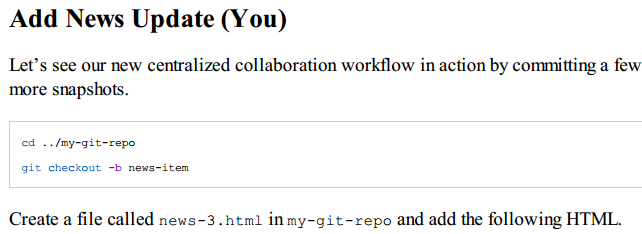 Add News Update (You)
Let’s see our new centralized collaboration workflow in action by committing a few
more snapshots.
cd ../my-git-repo
git checkout -b news-item
Create a file called news-3.html in my-git-repo and add the following HTML.